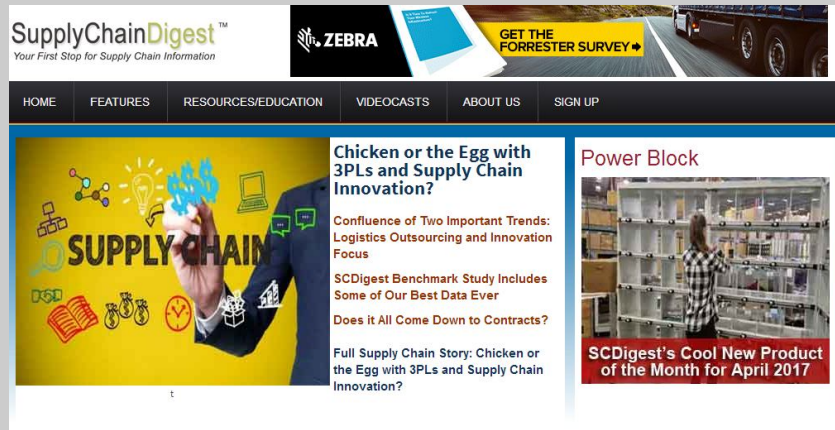 SupplyChainDigest™
Your First Stop for Supply Chain Information
ZEBRA
GET THE
FORRESTER SURVEY
HOME FEATURES RESOURCES/EDUCATION VIDEOCASTS ABOUT US SIGN UP
SUPPLY CHAIN
t
Chicken or the Egg with
3PLs and Supply Chain
Innovation?
Confluence of Two Important Trends:
Logistics Outsourcing and Innovation
Focus
SCDigest Benchmark Study Includes
Some of Our Best Data Ever
Does it All Come Down to Contracts?
Full Supply Chain Story: Chicken or
the Egg with 3PLs and Supply Chain
Innovation?
Power Block
SCDigest's Cool New Product
of the Month for April 2017